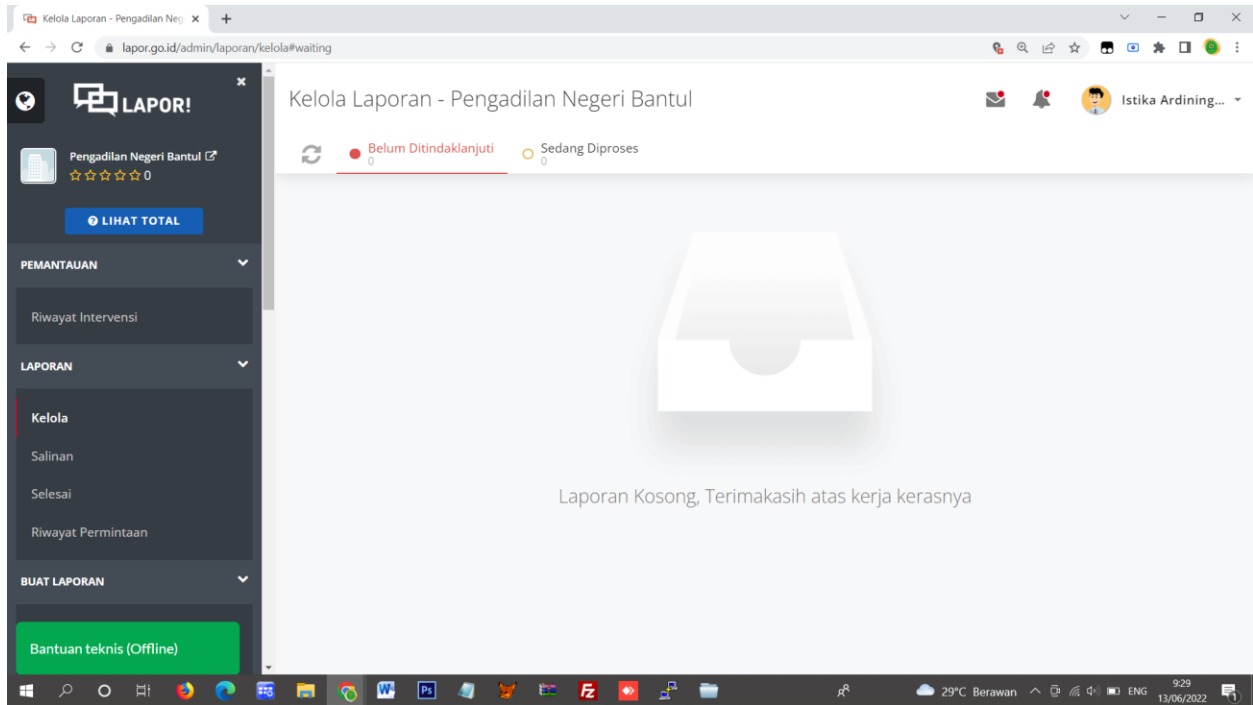 Kelola Laporan - Pengadilan Neg
lapor.go.id/admin/laporan/kelola#waiting
LAPOR!
Kelola Laporan - Pengadilan Negeri Bantul
Istika Ardining...
Pengadilan Negeri Bantul
0
Belum Ditindaklanjuti
0
Sedang Diproses
0
LIHAT TOTAL
PEMANTAUAN
Riwayat Intervensi
LAPORAN
Kelola
Salinan
Selesai
Riwayat Permintaan
BUAT LAPORAN
Bantuan teknis (Offline)
Laporan Kosong, Terimakasih atas kerja kerasnya
W
Ps
Fz
29°C Berawan
ENG
9:29
13/06/2022
1